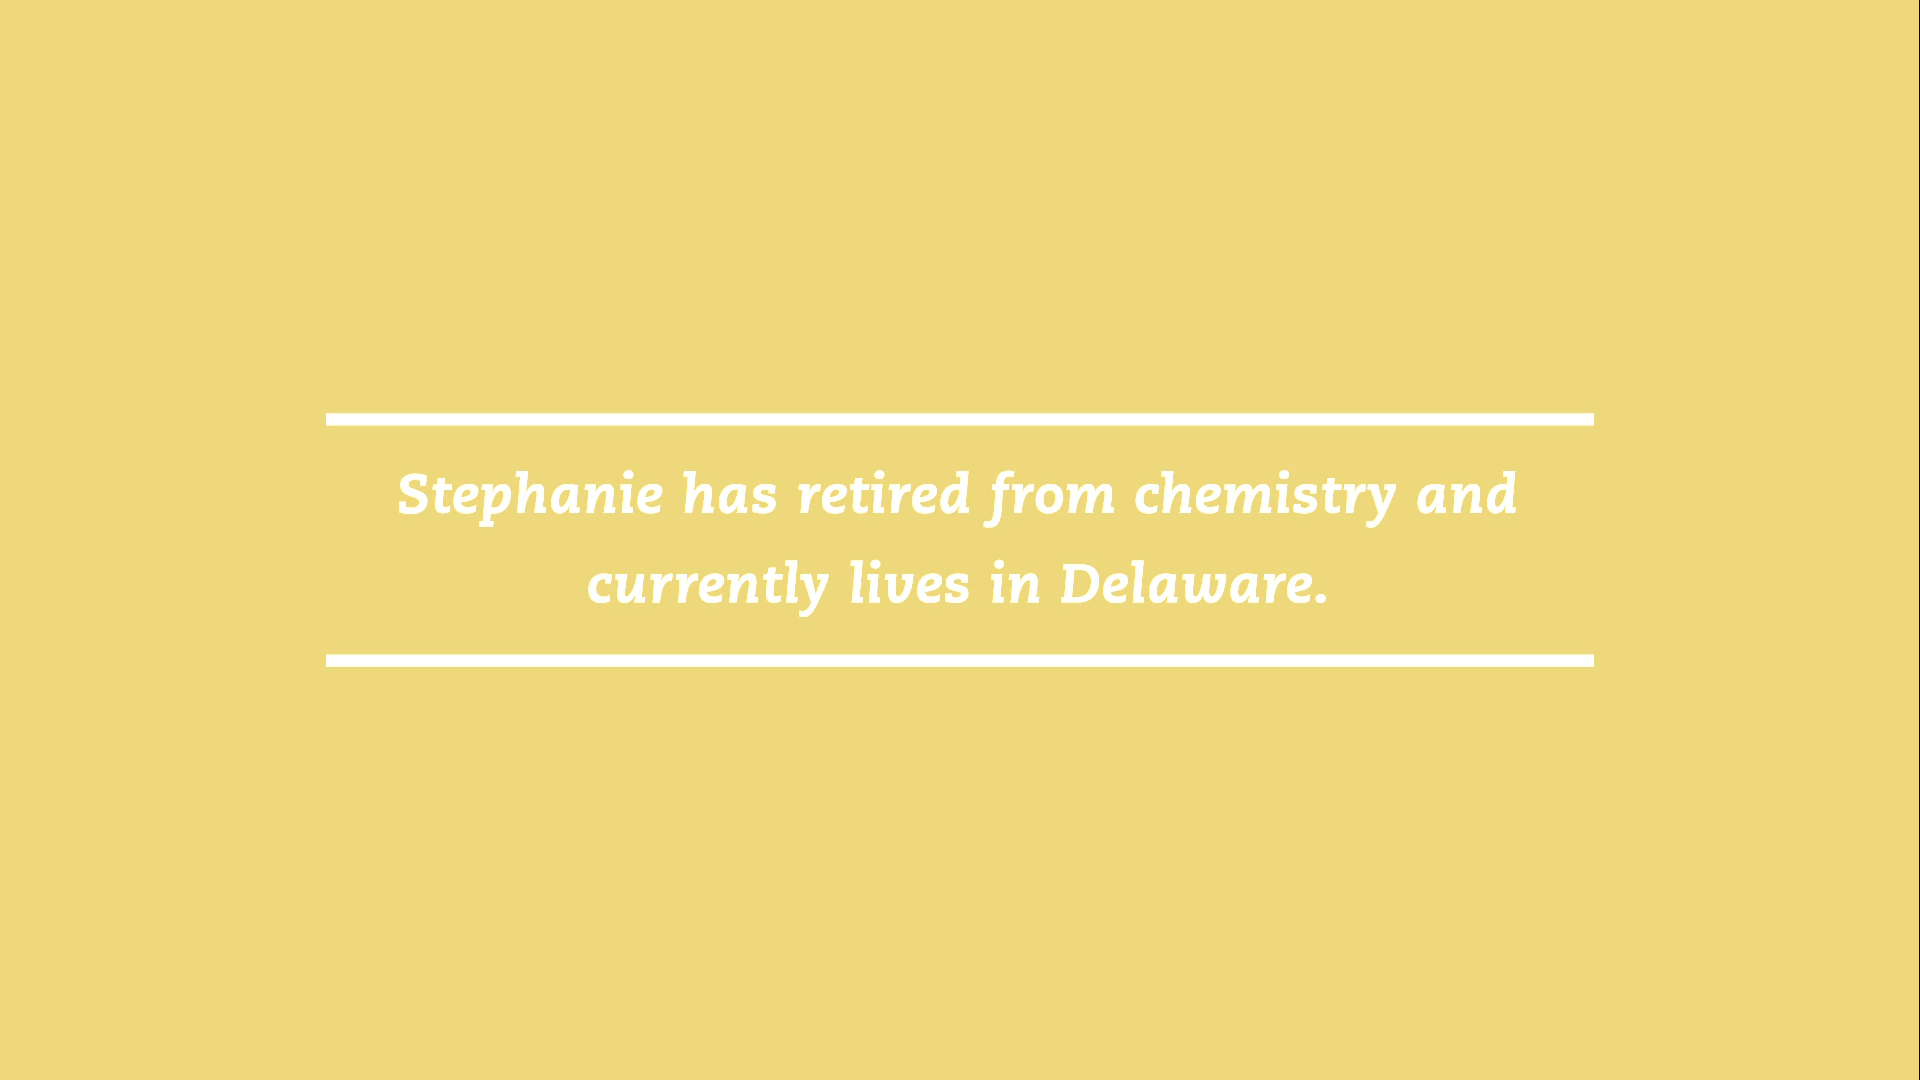 Stephanie has retired from chemistry and
currently lives in Delaware.